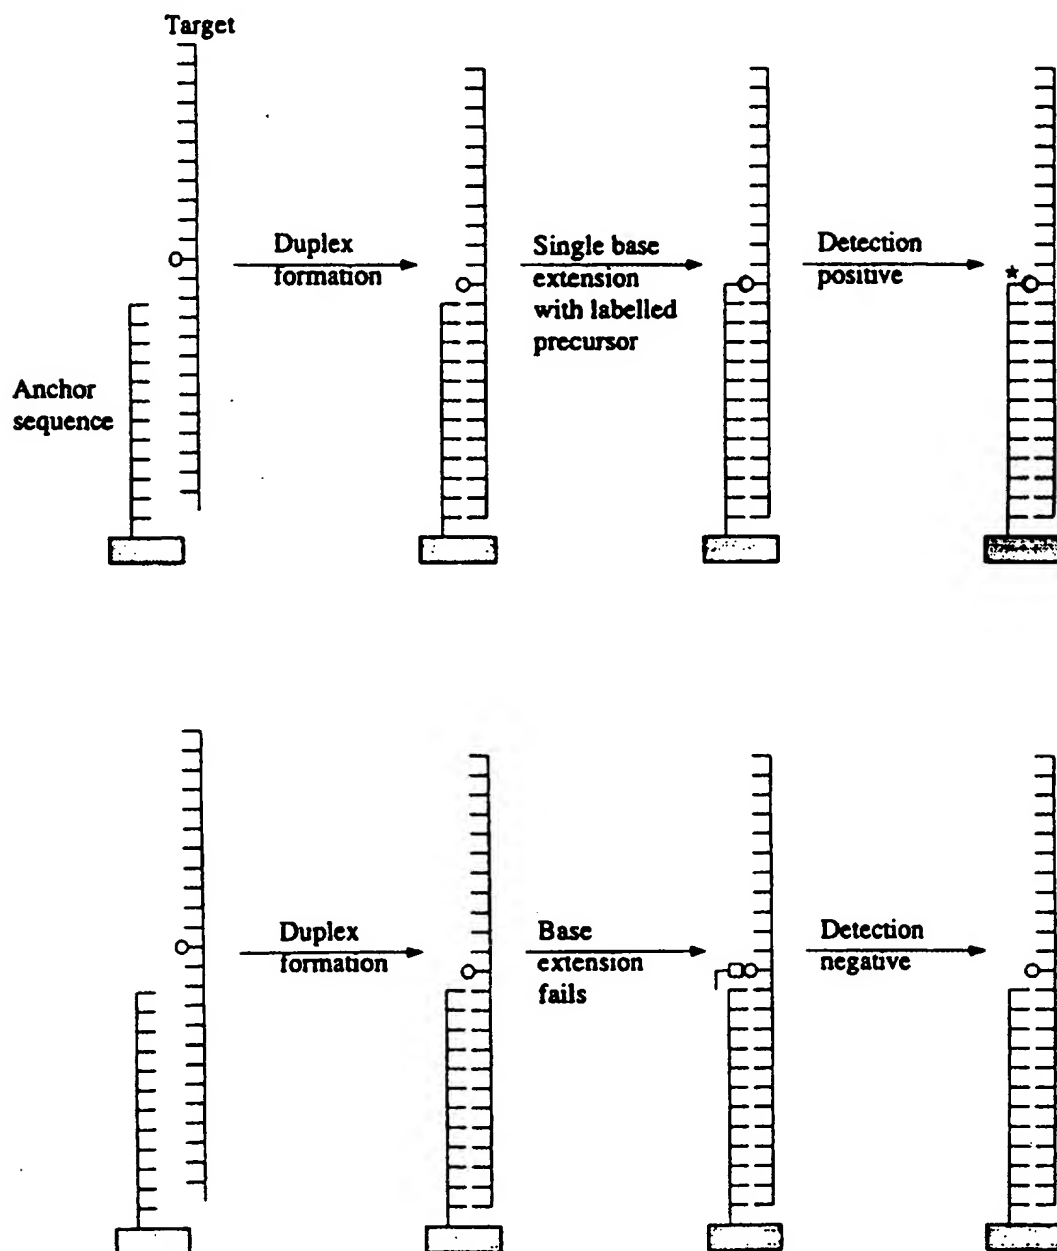 Target
Duplex
formation
Single base
extension
with labelled
precursor
Detection
positive
Anchor
sequence
Duplex
formation
Base
extension
fails
Detection
negative